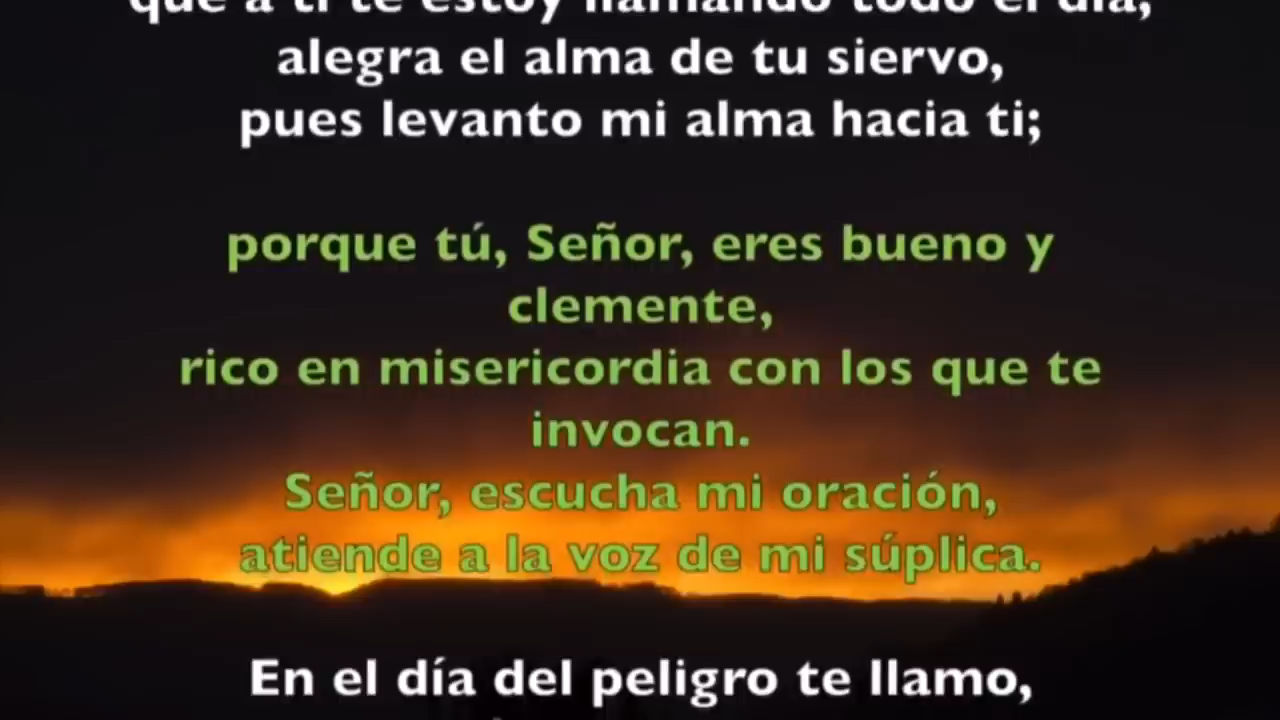 que a ti te estoy llamando todo el día,
alegra el alma de tu siervo,
pues levanto mi alma hacia ti;
porque tú, Señor, eres bueno y
clemente,
rico en misericordia con los que te
invocan.
Señor, escucha mi oración,
atiende a la voz de mi súplica.
En el día del peligro te llamo,